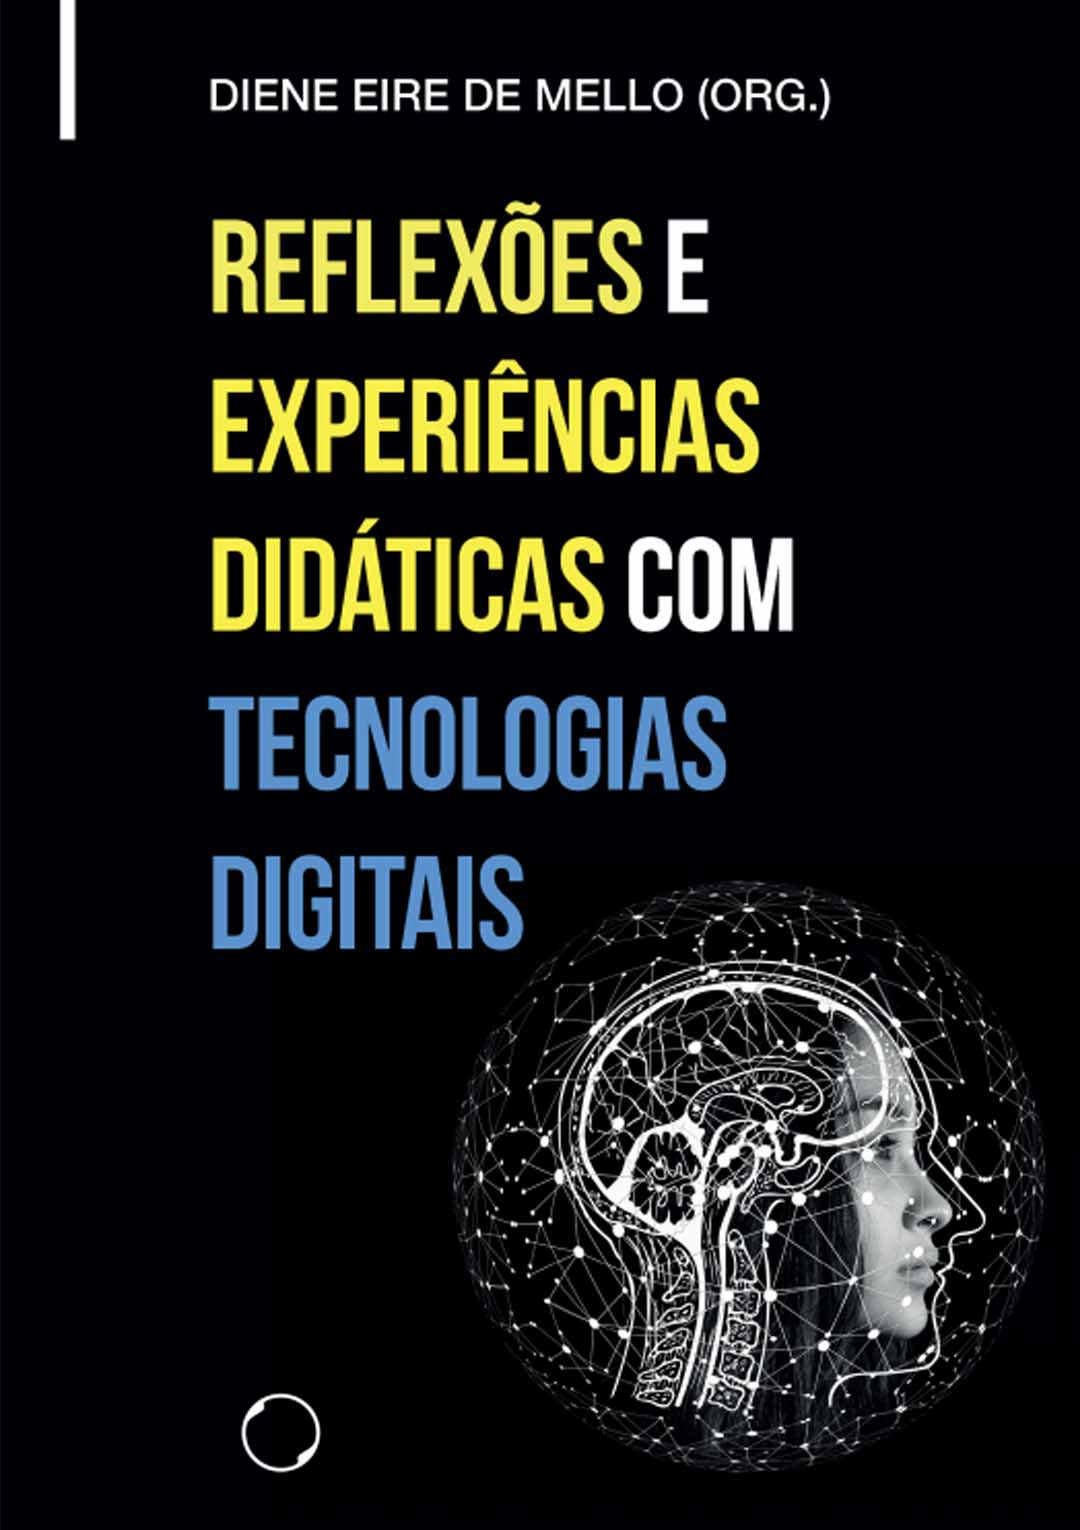 DIENE EIRE DE MELLO (ORG.)
REFLEXÕES E
EXPERIÊNCIAS
DIDÁTICAS COM
TECNOLOGIAS
DIGITAIS